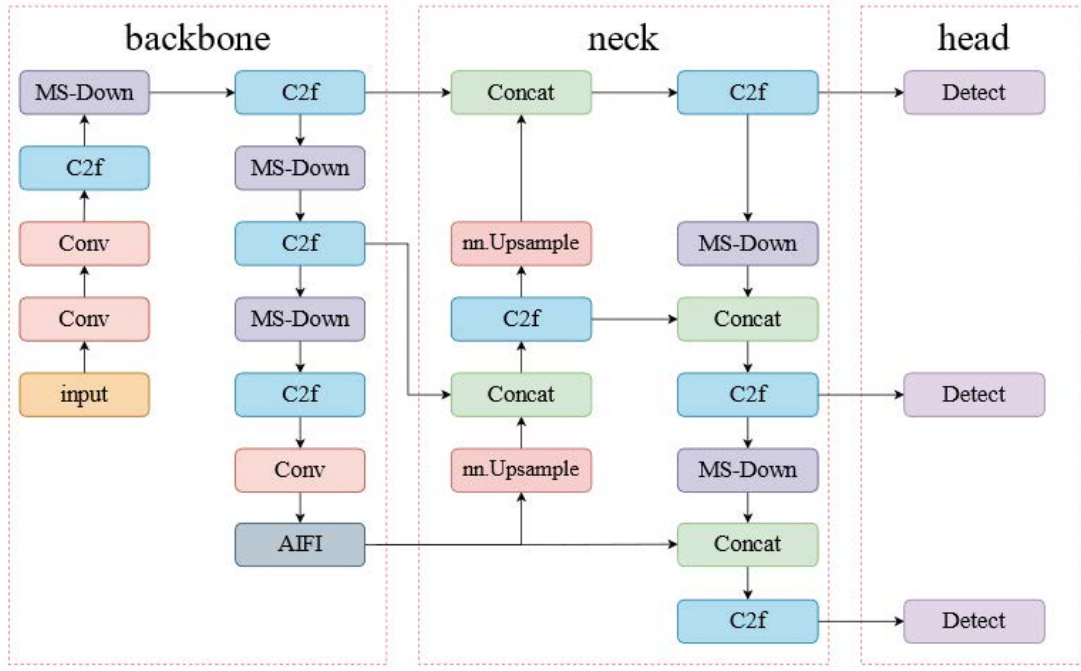 backbone
neck
head
MS-Down
C2f
Concat
C2f
Detect
C2f
MS-Down
Conv
C2f
nn.Upsample
MS-Down
Conv
MS-Down
C2f
Concat
input
C2f
Concat
C2f
Detect
Conv
nn.Upsample
MS-Down
AIFI
Concat
C2f
Detect